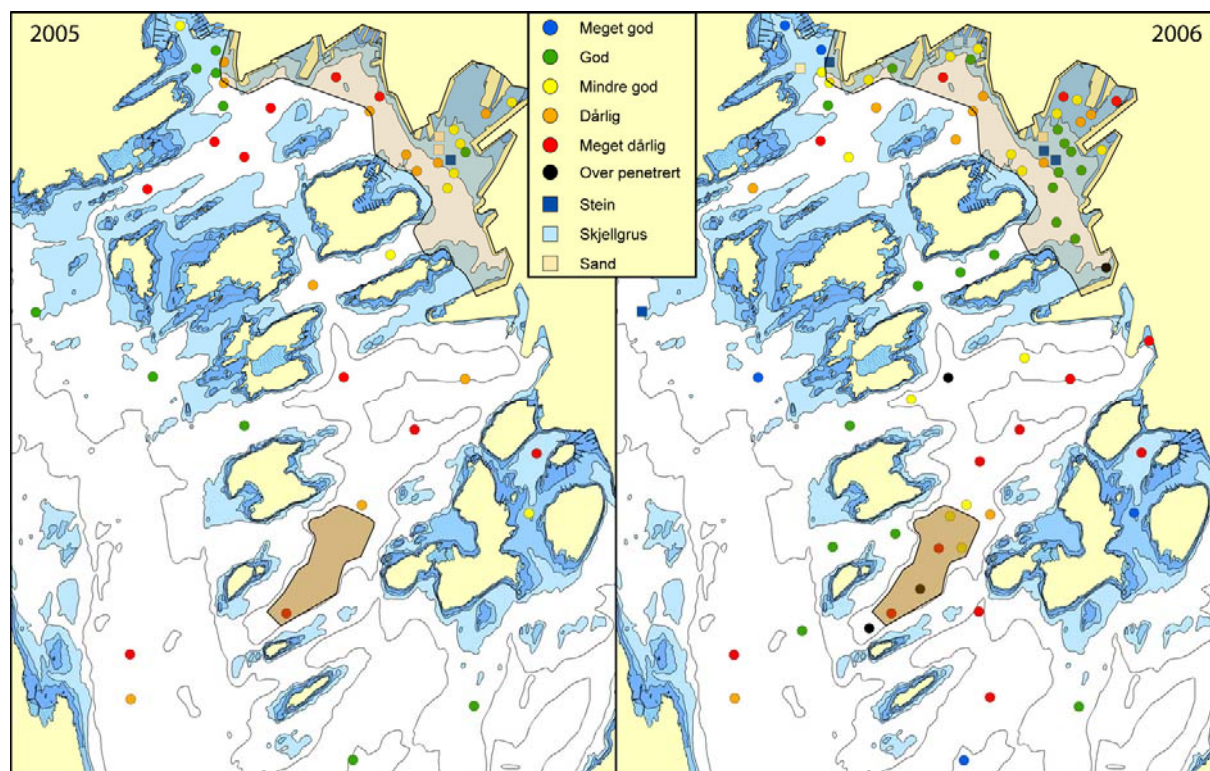 2005
Meget god
God
Mindre god
Dårlig
Meget dårlig
Over penetrert
Stein
Skjellgrus
Sand
2006